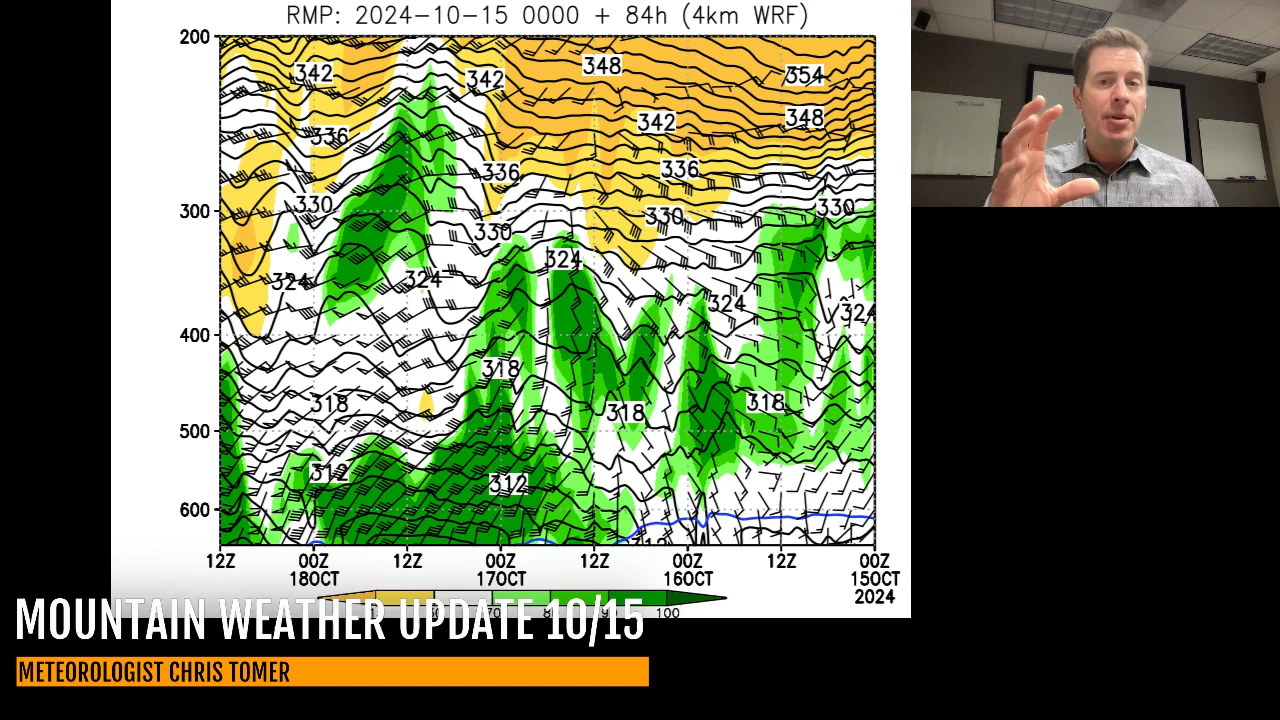 RMP: 2024-10-15 0000 + 84h (4km WRF)
200
342 342 348 354
336 342 348
336 336
300 330 330 330 330
324 324 324 324 324
400
318 318 318 318
500
312 312
600
12Z 00Z 12Z 00Z 12Z 00Z 12Z 00Z
18OCT 17OCT 16OCT 15OCT
2024
100
MOUNTAIN WEATHER UPDATE 10/15
METEOROLOGIST CHRIS TOMER